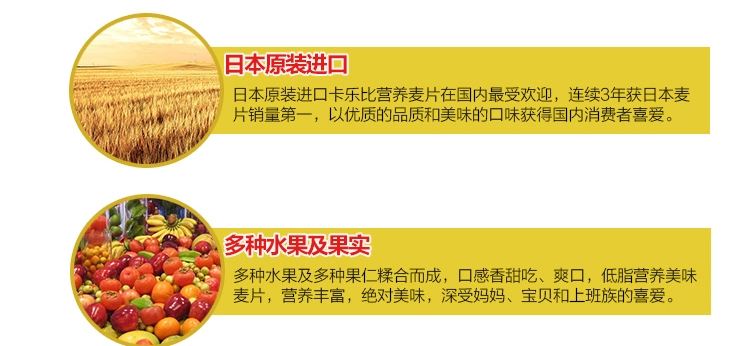 日本原装进口
日本原装进口卡乐比营养麦片在国内最受欢迎，连续3年获日本麦
片销量第一，以优质的品质和美味的口味获得国内消费者喜爱。
多种水果及果实
多种水果及多种果仁糅合而成，口感香甜吃、爽口，低脂营养美味
麦片，营养丰富，绝对美味，深受妈妈、宝贝和上班族的喜爱。